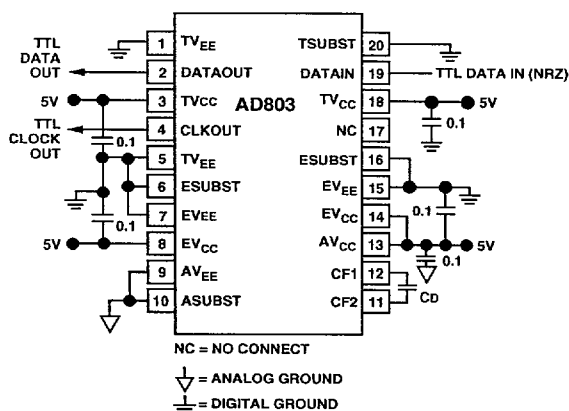 TTL DATA OUT
5V
TTL CLOCK OUT
0.1
0.1
5V
1 TVEE
2 DATAOUT
3 TVCC
4 CLKOUT
5 TVEE
6 ESUBST
7 EVEE
8 EVCC
9 AVEE
10 ASUBST
AD803
TSUBST 20
DATAIN 19
TVCC 18
NC 17
ESUBST 16
EVEE 15
EVCC 14
AVCC 13
CF1 12
CF2 11
TTL DATA IN (NRZ)
5V
0.1
0.1
5V
0.1
CD
NC = NO CONNECT
= ANALOG GROUND
= DIGITAL GROUND